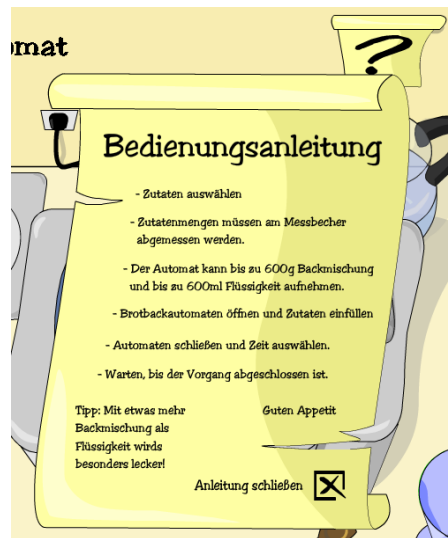 ?
Bedienungsanleitung
- Zutaten auswählen
- Zutatenmengen müssen am Messbecher
abgemessen werden.
- Der Automat kann bis zu 600g Backmischung
und bis zu 600ml Flüssigkeit aufnehmen.
- Brotbackautomaten öffnen und Zutaten einfüllen
- Automaten schließen und Zeit auswählen.
- Warten, bis der Vorgang abgeschlossen ist.
Tipp: Mit etwas mehr
Backmischung als
Flüssigkeit wirds
besonders lecker!
Guten Appetit
Anleitung schließen